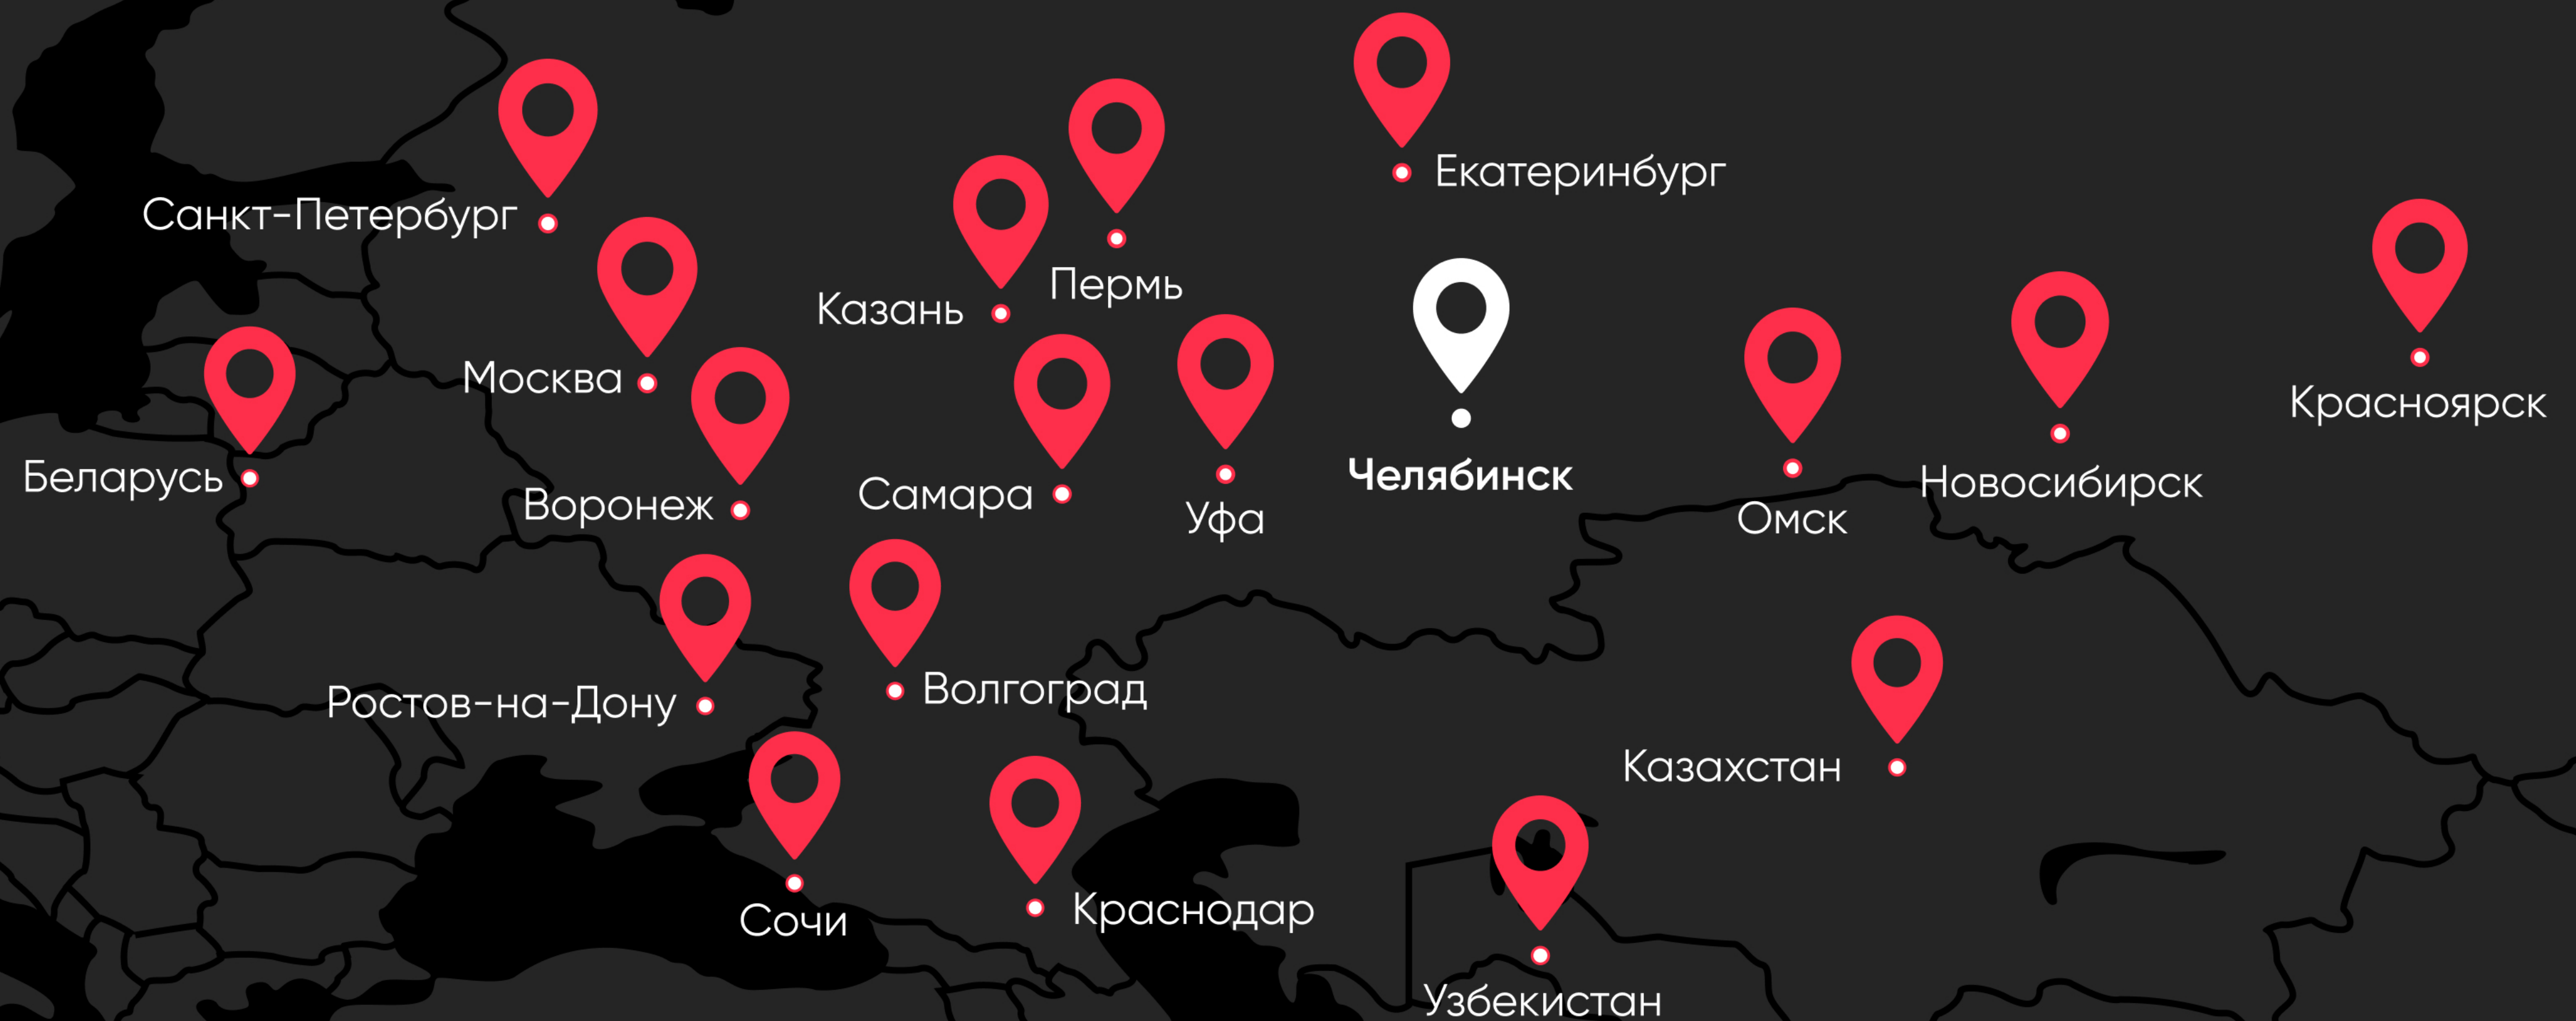 Екатеринбург
Санкт-Петербург
Пермь
Казань
Москва
Красноярск
Беларусь
Челябинск
Новосибирск
Самара
Воронеж
Уфа
Омск
Волгоград
Ростов-на-Дону
Казахстан
Краснодар
Сочи
Узбекистан